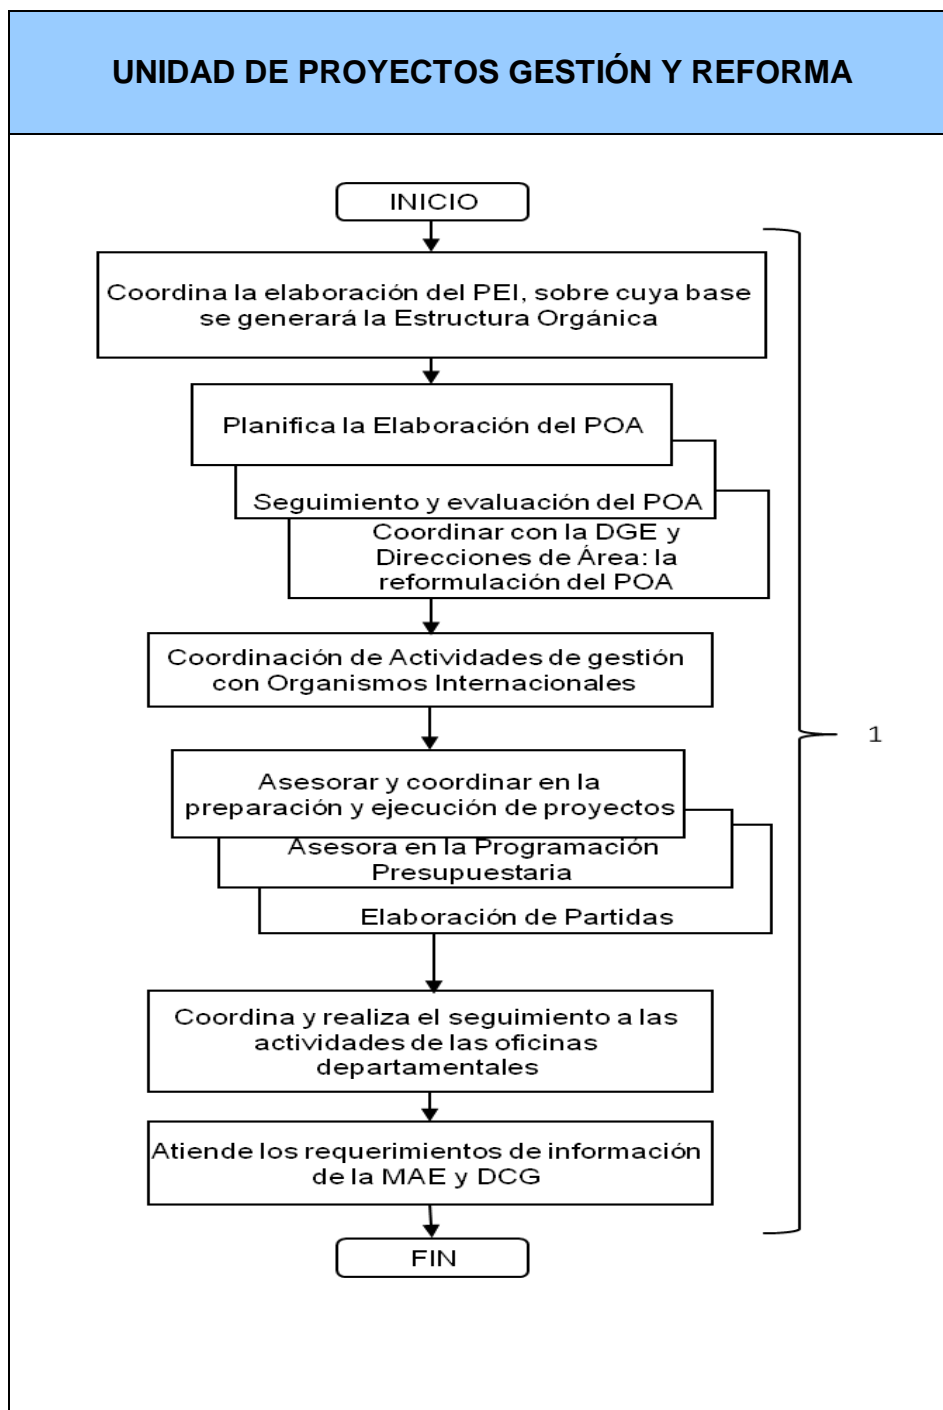 UNIDAD DE PROYECTOS GESTIÓN Y REFORMA
INICIO
Coordina la elaboración del PEI, sobre cuya base
se generará la Estructura Orgánica
Planifica la Elaboración del POA
Seguimiento y evaluación del POA
Coordinar con la DGE y
Direcciones de Área: la
reformulación del POA
Coordinación de Actividades de gestión
con Organismos Internacionales
1
Asesorar y coordinar en la
preparación y ejecución de proyectos
Asesora en la Programación
Presupuestaria
Elaboración de Partidas
Coordina y realiza el seguimiento a las
actividades de las oficinas
departamentales
Atiende los requerimientos de información
de la MAE y DCG
FIN